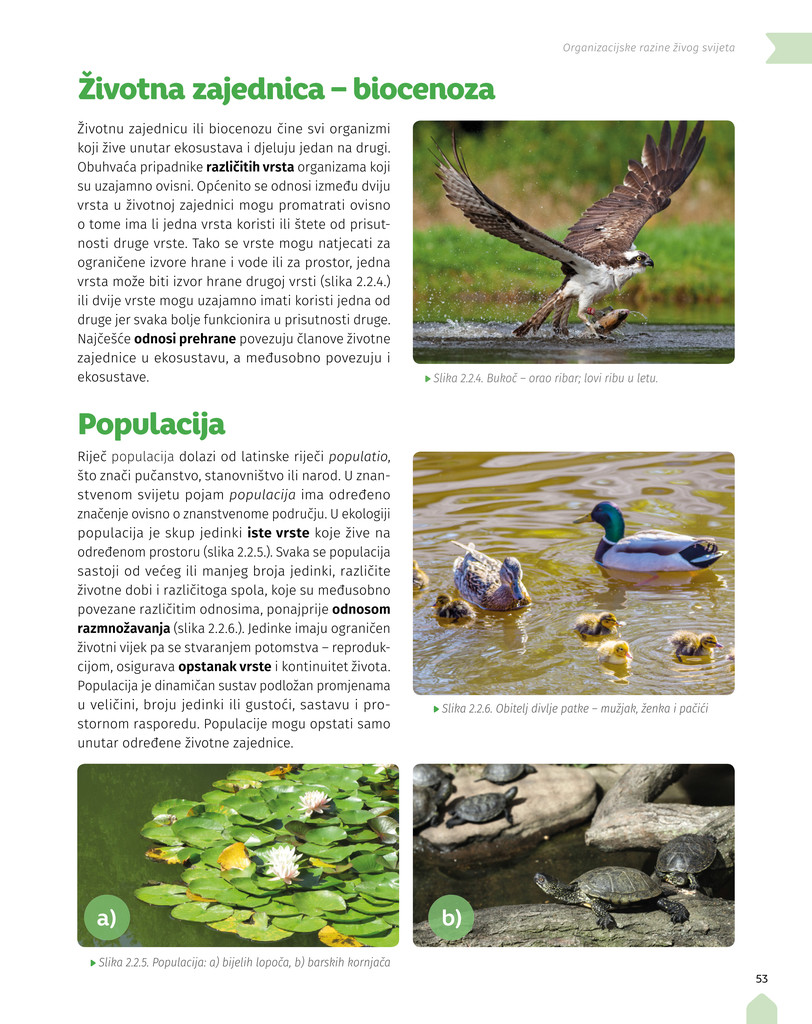 Organizacijske razine živog svijeta
Životna zajednica – biocenoza
Životnu zajednicu ili biocenozu čine svi organizmi
koji žive unutar ekosustava i djeluju jedan na drugi.
Obuhvaća pripadnike različitih vrsta organizama koji
su uzajamno ovisni. Općenito se odnosi između dviju
vrsta u životnoj zajednici mogu promatrati ovisno
o tome ima li jedna vrsta koristi ili štete od prisut-
nosti druge vrste. Tako se vrste mogu natjecati za
ograničene izvore hrane i vode ili za prostor, jedna
vrsta može biti izvor hrane drugoj vrsti (slika 2.2.4.)
ili dvije vrste mogu uzajamno imati koristi jedna od
druge jer svaka bolje funkcionira u prisutnosti druge.
Najčešće odnosi prehrane povezuju članove životne
zajednice u ekosustavu, a međusobno povezuju i
ekosustave.
Slika 2.2.4. Bukoč – orao ribar; lovi ribu u letu.
Populacija
Riječ populacija dolazi od latinske riječi populatio,
što znači pučanstvo, stanovništvo ili narod. U znan-
stvenom svijetu pojam populacija ima određeno
značenje ovisno o znanstvenome području. U ekologiji
populacija je skup jedinki iste vrste koje žive na
određenom prostoru (slika 2.2.5.). Svaka se populacija
sastoji od većeg ili manjeg broja jedinki, različite
životne dobi i različitoga spola, koje su međusobno
povezane različitim odnosima, ponajprije odnosom
razmnožavanja (slika 2.2.6.). Jedinke imaju ograničen
životni vijek pa se stvaranjem potomstva – reproduk-
cijom, osigurava opstanak vrste i kontinuitet života.
Populacija je dinamičan sustav podložan promjenama
u veličini, broju jedinki ili gustoći, sastavu i pro-
stornom rasporedu. Populacije mogu opstati samo
unutar određene životne zajednice.
Slika 2.2.6. Obitelj divlje patke – mužjak, ženka i pačići
a)
b)
Slika 2.2.5. Populacija: a) bijelih lopoča, b) barskih kornjača
53